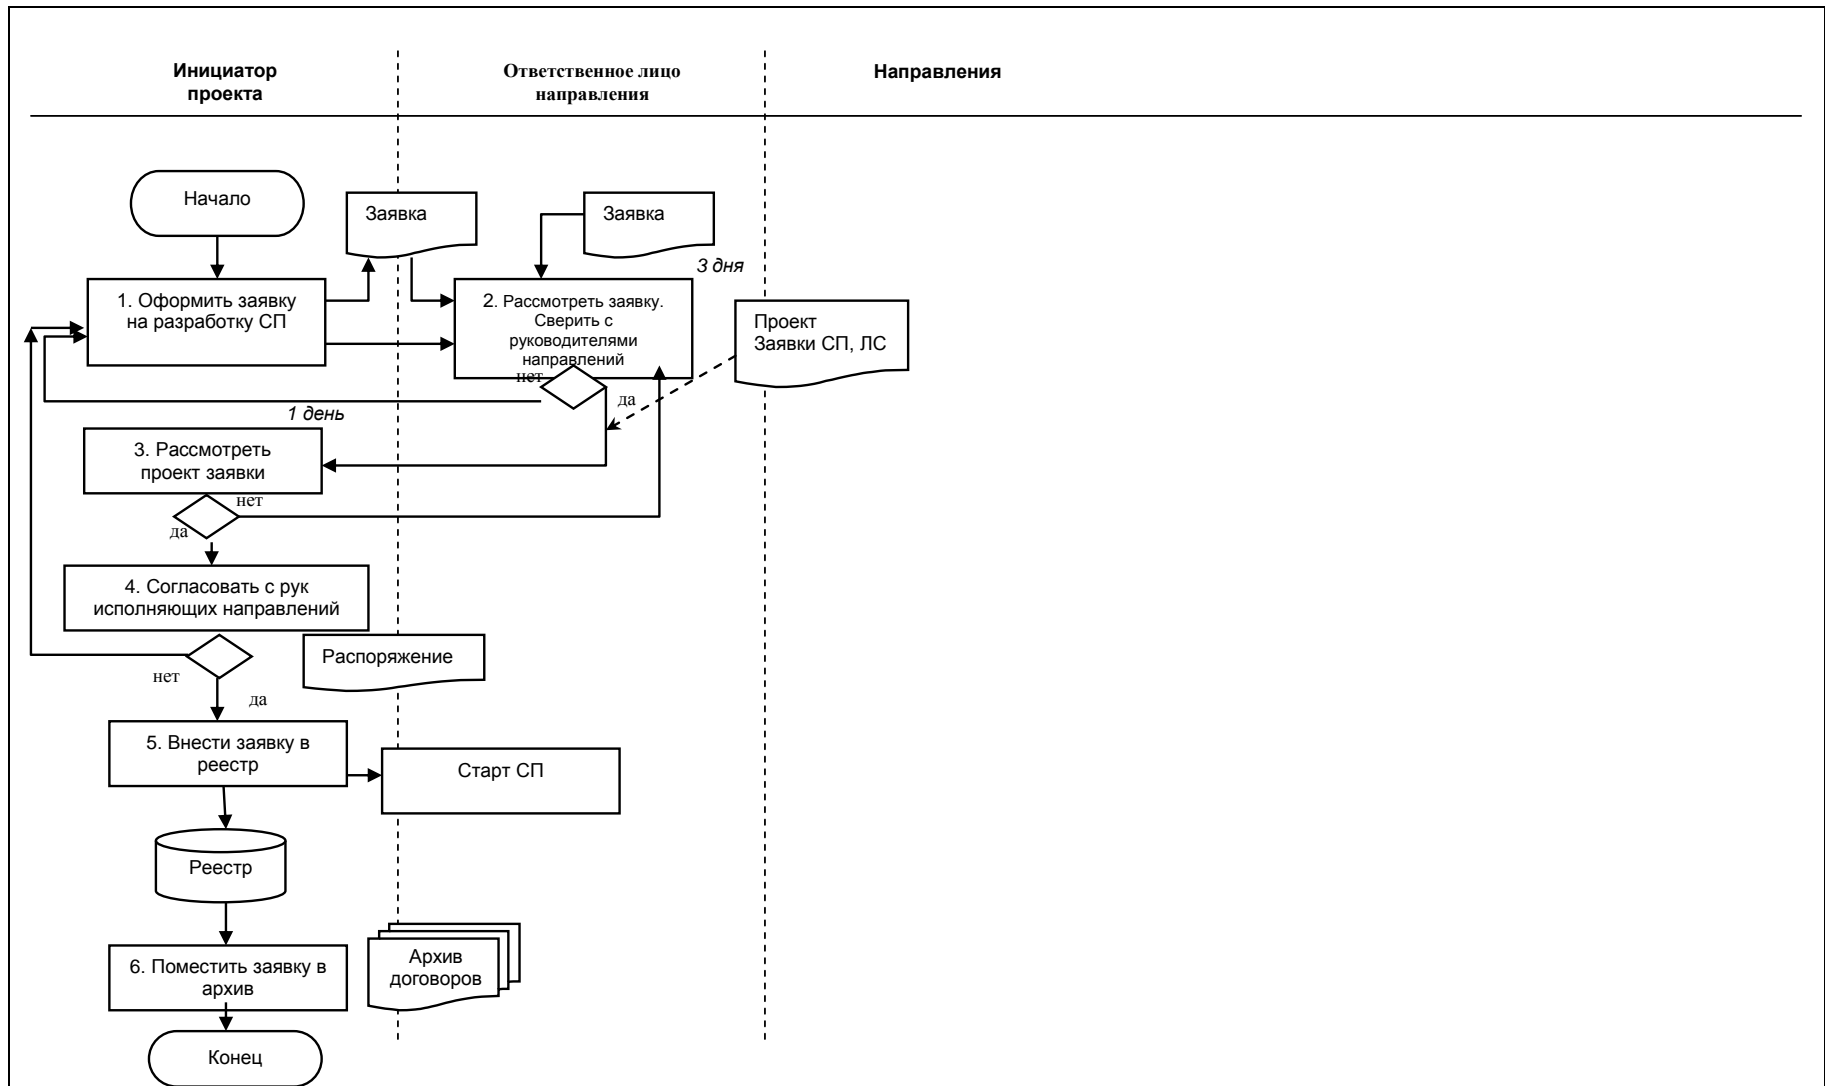 Инициатор
проекта
Ответственное лицо
направления
Направления
Начало
Заявка
Заявка
3 дня
1. Оформить заявку
на разработку СП
2. Рассмотреть заявку.
Сверить с
руководителями
направлений
Проект
Заявки СП, ЛС
нет
да
1 день
3. Рассмотреть
проект заявки
нет
да
4. Согласовать с рук
исполняющих направлений
Распоряжение
нет
да
5. Внести заявку в
реестр
Старт СП
Реестр
6. Поместить заявку в
архив
Архив
договоров
Конец